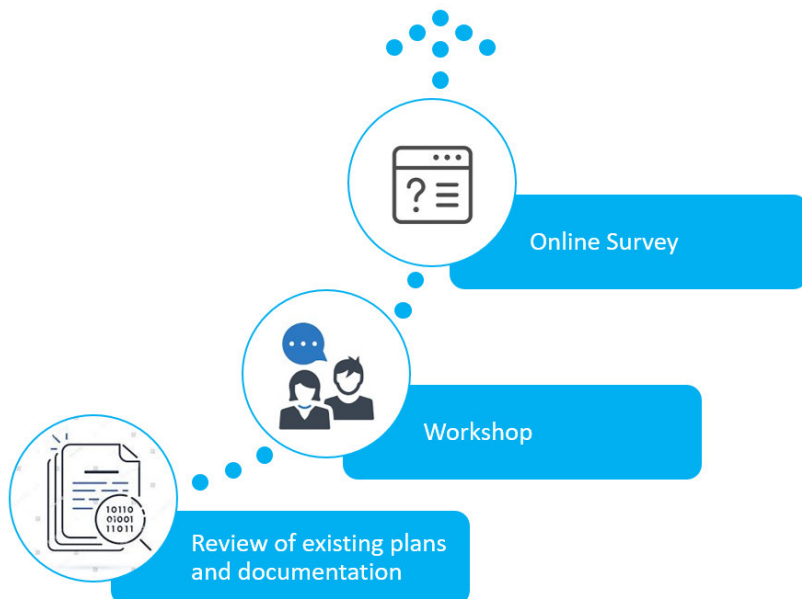 Online Survey
Workshop
10110
01001
11011
Review of existing plans
and documentation